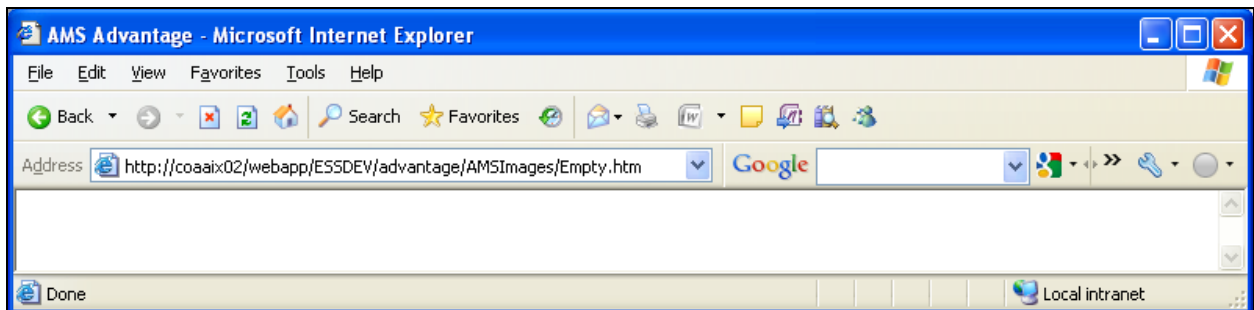 AMS Advantage - Microsoft Internet Explorer
File Edit View Favorites Tools Help
Back Search Favorites
Address http://coaaix02/webapp/ESSDEV/advantage/AMSImages/Empty.htm Google
Done Local intranet